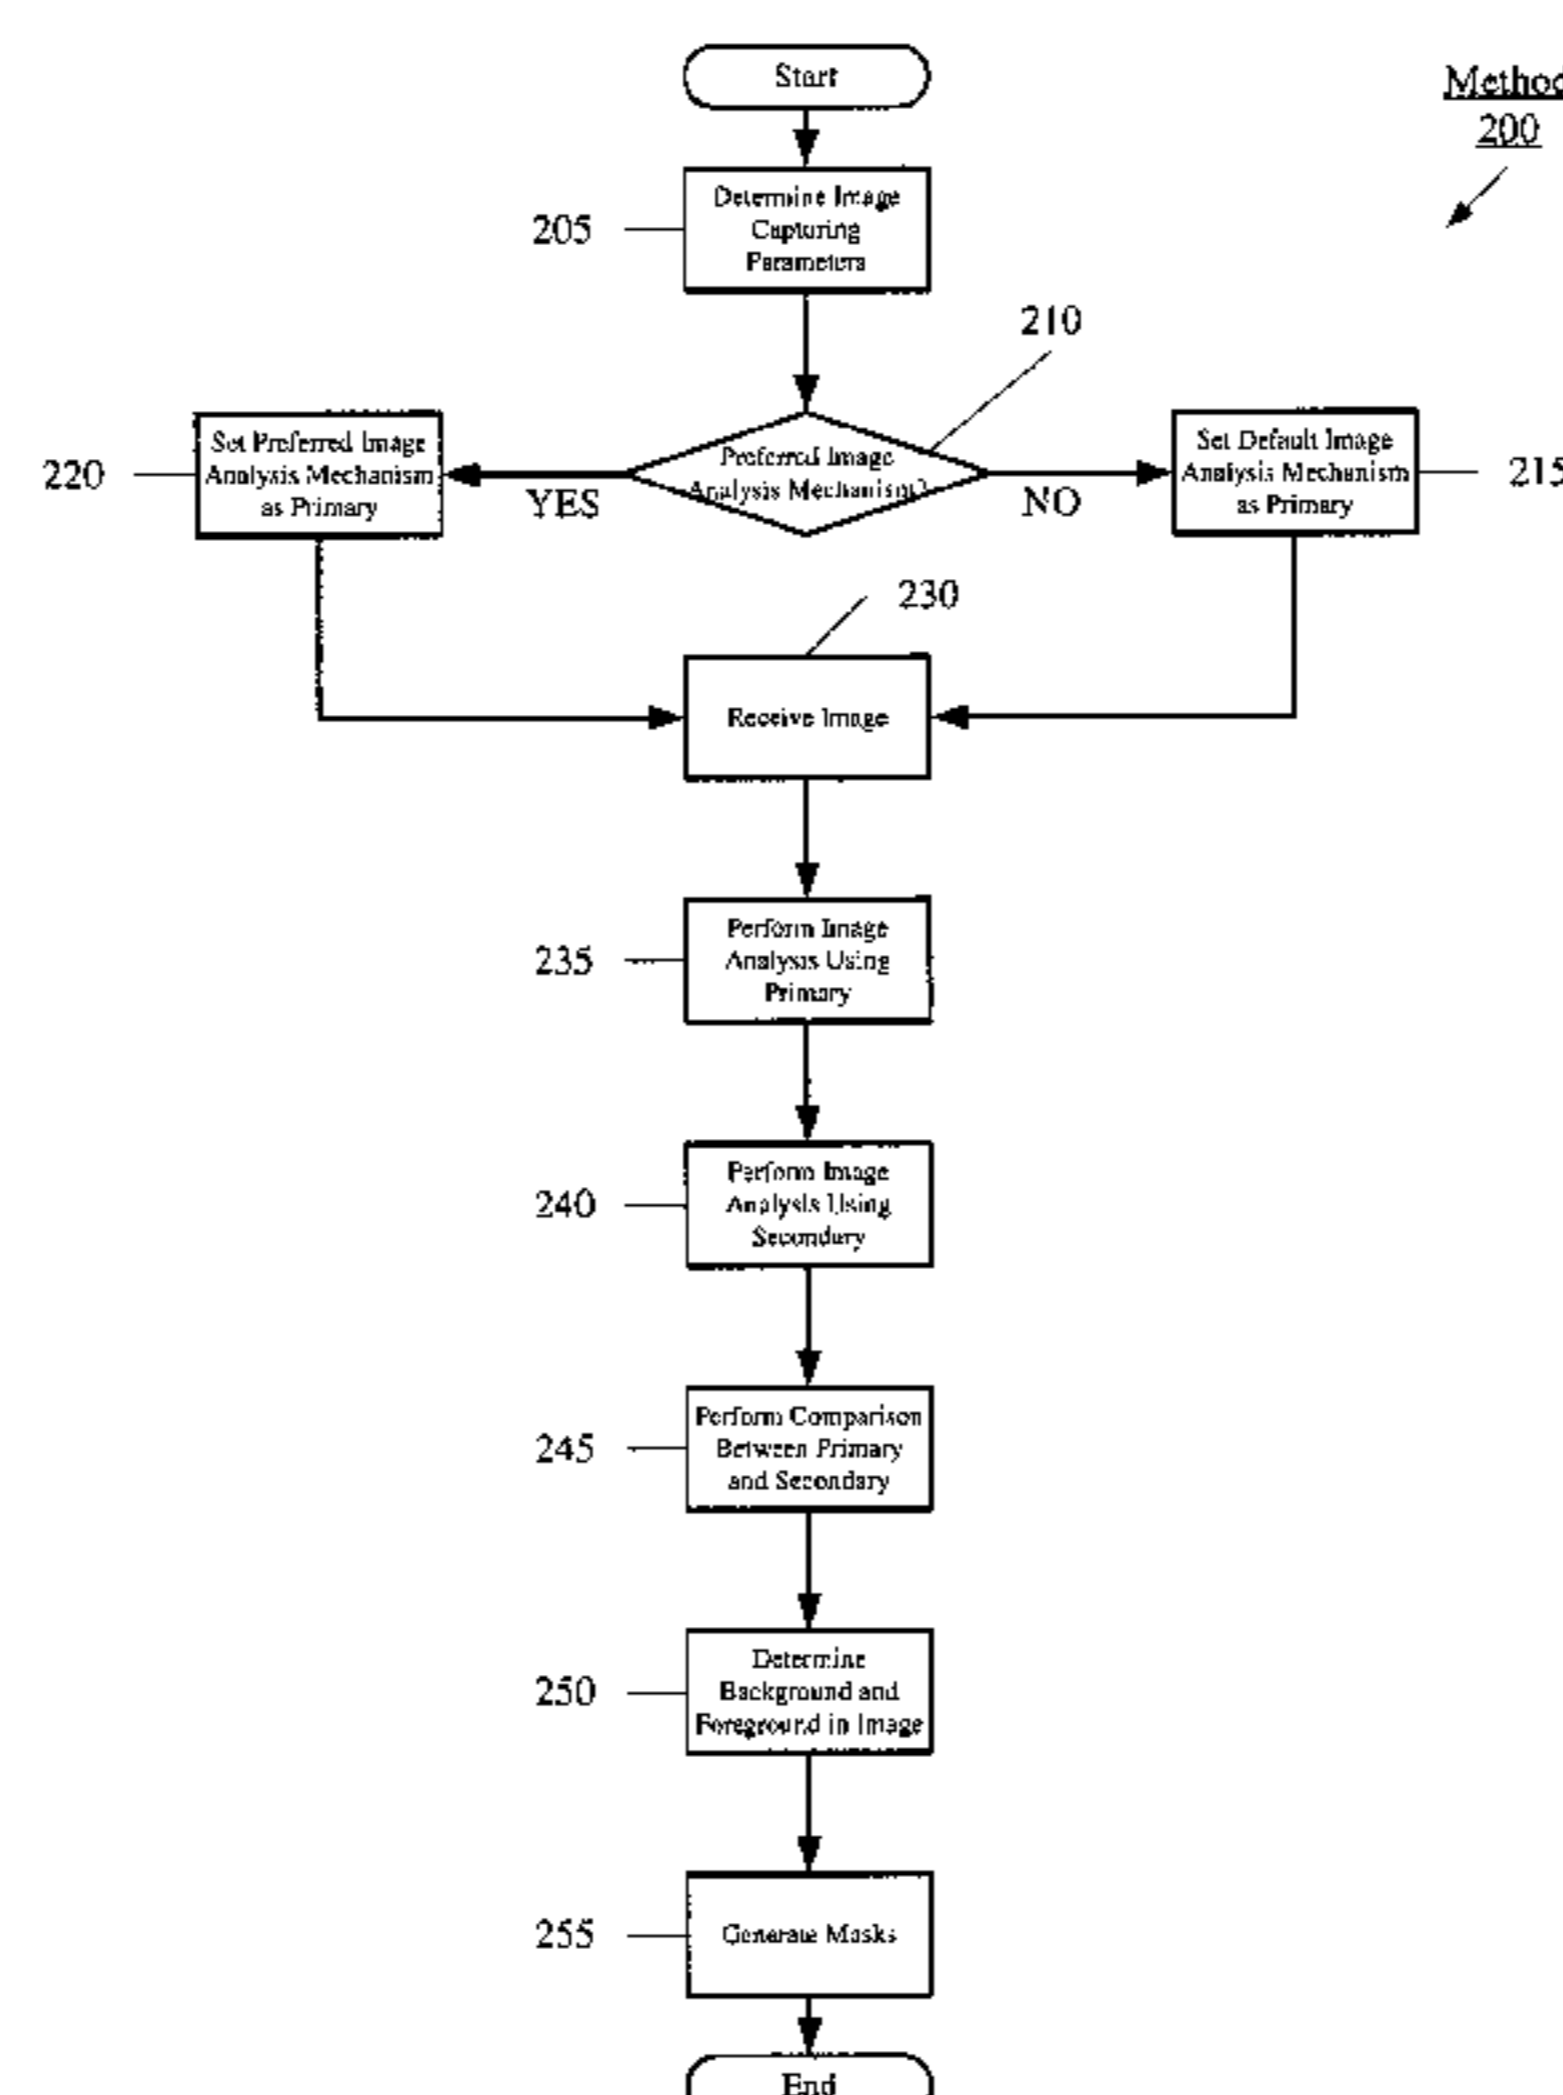 Start
Method
200
Determine Image
Capturing
Parameters
205
210
Set Preferred Image
Analysis Mechanism
as Primary
220
Preferred Image
Analysis Mechanism?
YES
NO
Set Default Image
Analysis Mechanism
as Primary
215
230
Receive Image
Perform Image
Analysis Using
Primary
235
Perform Image
Analysis Using
Secondary
240
Perform Comparison
Between Primary
and Secondary
245
Determine
Background and
Foreground in Image
250
Generate Masks
255
End